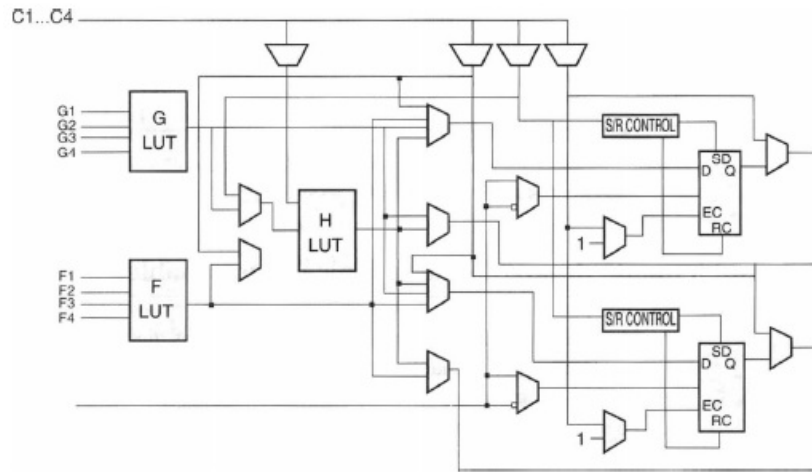 C1...C4
G1
G2
G3
G4
G
LUT
F1
F2
F3
F4
F
LUT
H
LUT
S/R CONTROL
SD
D Q
EC
RC
1
S/R CONTROL
SD
D Q
EC
RC
1